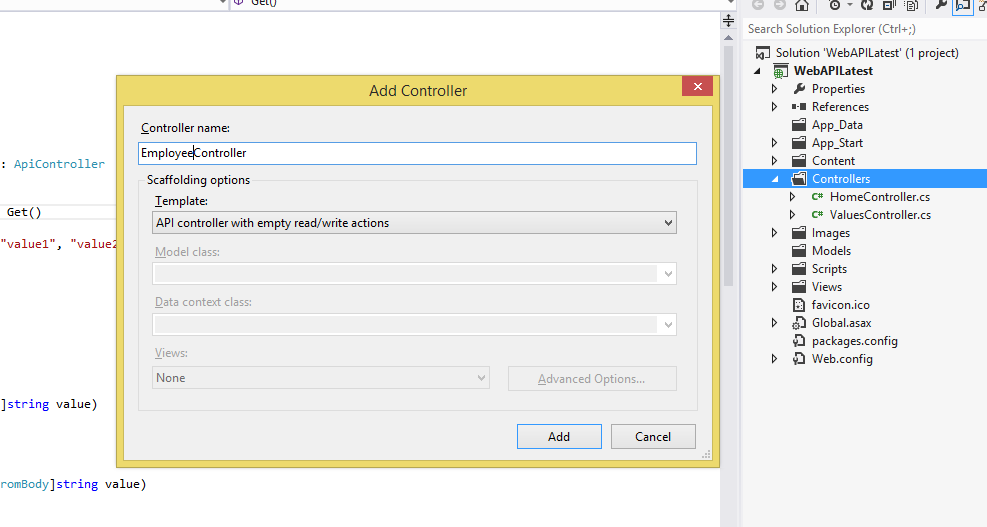 Get()
Search Solution Explorer (Ctrl+;)
Solution 'WebAPILatest' (1 project)
WebAPILatest
Properties
References
App_Data
App_Start
Content
Controllers
HomeController.cs
ValuesController.cs
Images
Models
Scripts
Views
favicon.ico
Global.asax
packages.config
Web.config
: ApiController
Get()
"value1", "value2
]string value)
romBody]string value)
Add Controller
Controller name:
EmployeeController
Scaffolding options
Template:
API controller with empty read/write actions
Model class:
Data context class:
Views:
None
Advanced Options...
Add
Cancel